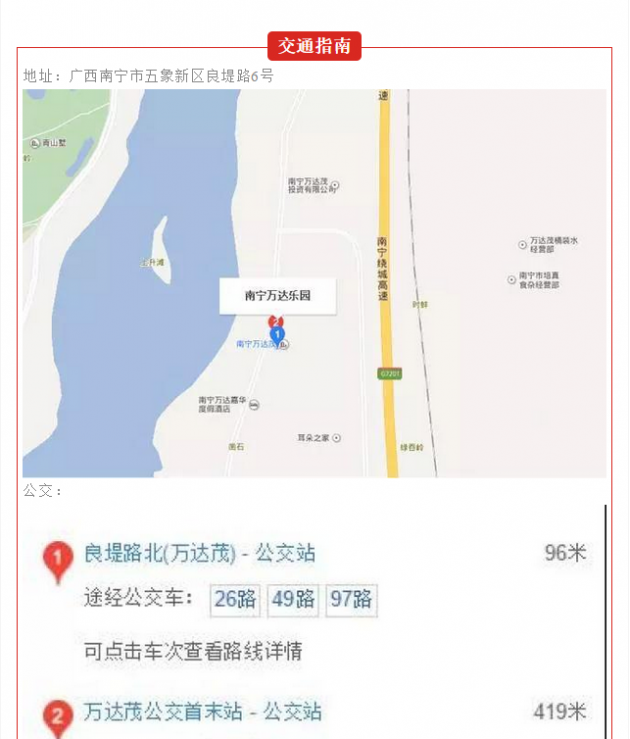 交通指南
地址：广西南宁市五象新区良堤路6号
速
青山墅
岭
南宁万达茂
投资有限公司
南宁绕城高速
万达茂桶装水
经营部
南宁市培真
食杂经营部
南宁万达乐园
2
1
南宁万达茂
G7201
南宁万达嘉华
度假酒店
耳朵之家
公交：
1
良堤路北(万达茂) - 公交站
96米
途经公交车：
26路
49路
97路
可点击车次查看路线详情
2
万达茂公交首末站 - 公交站
419米